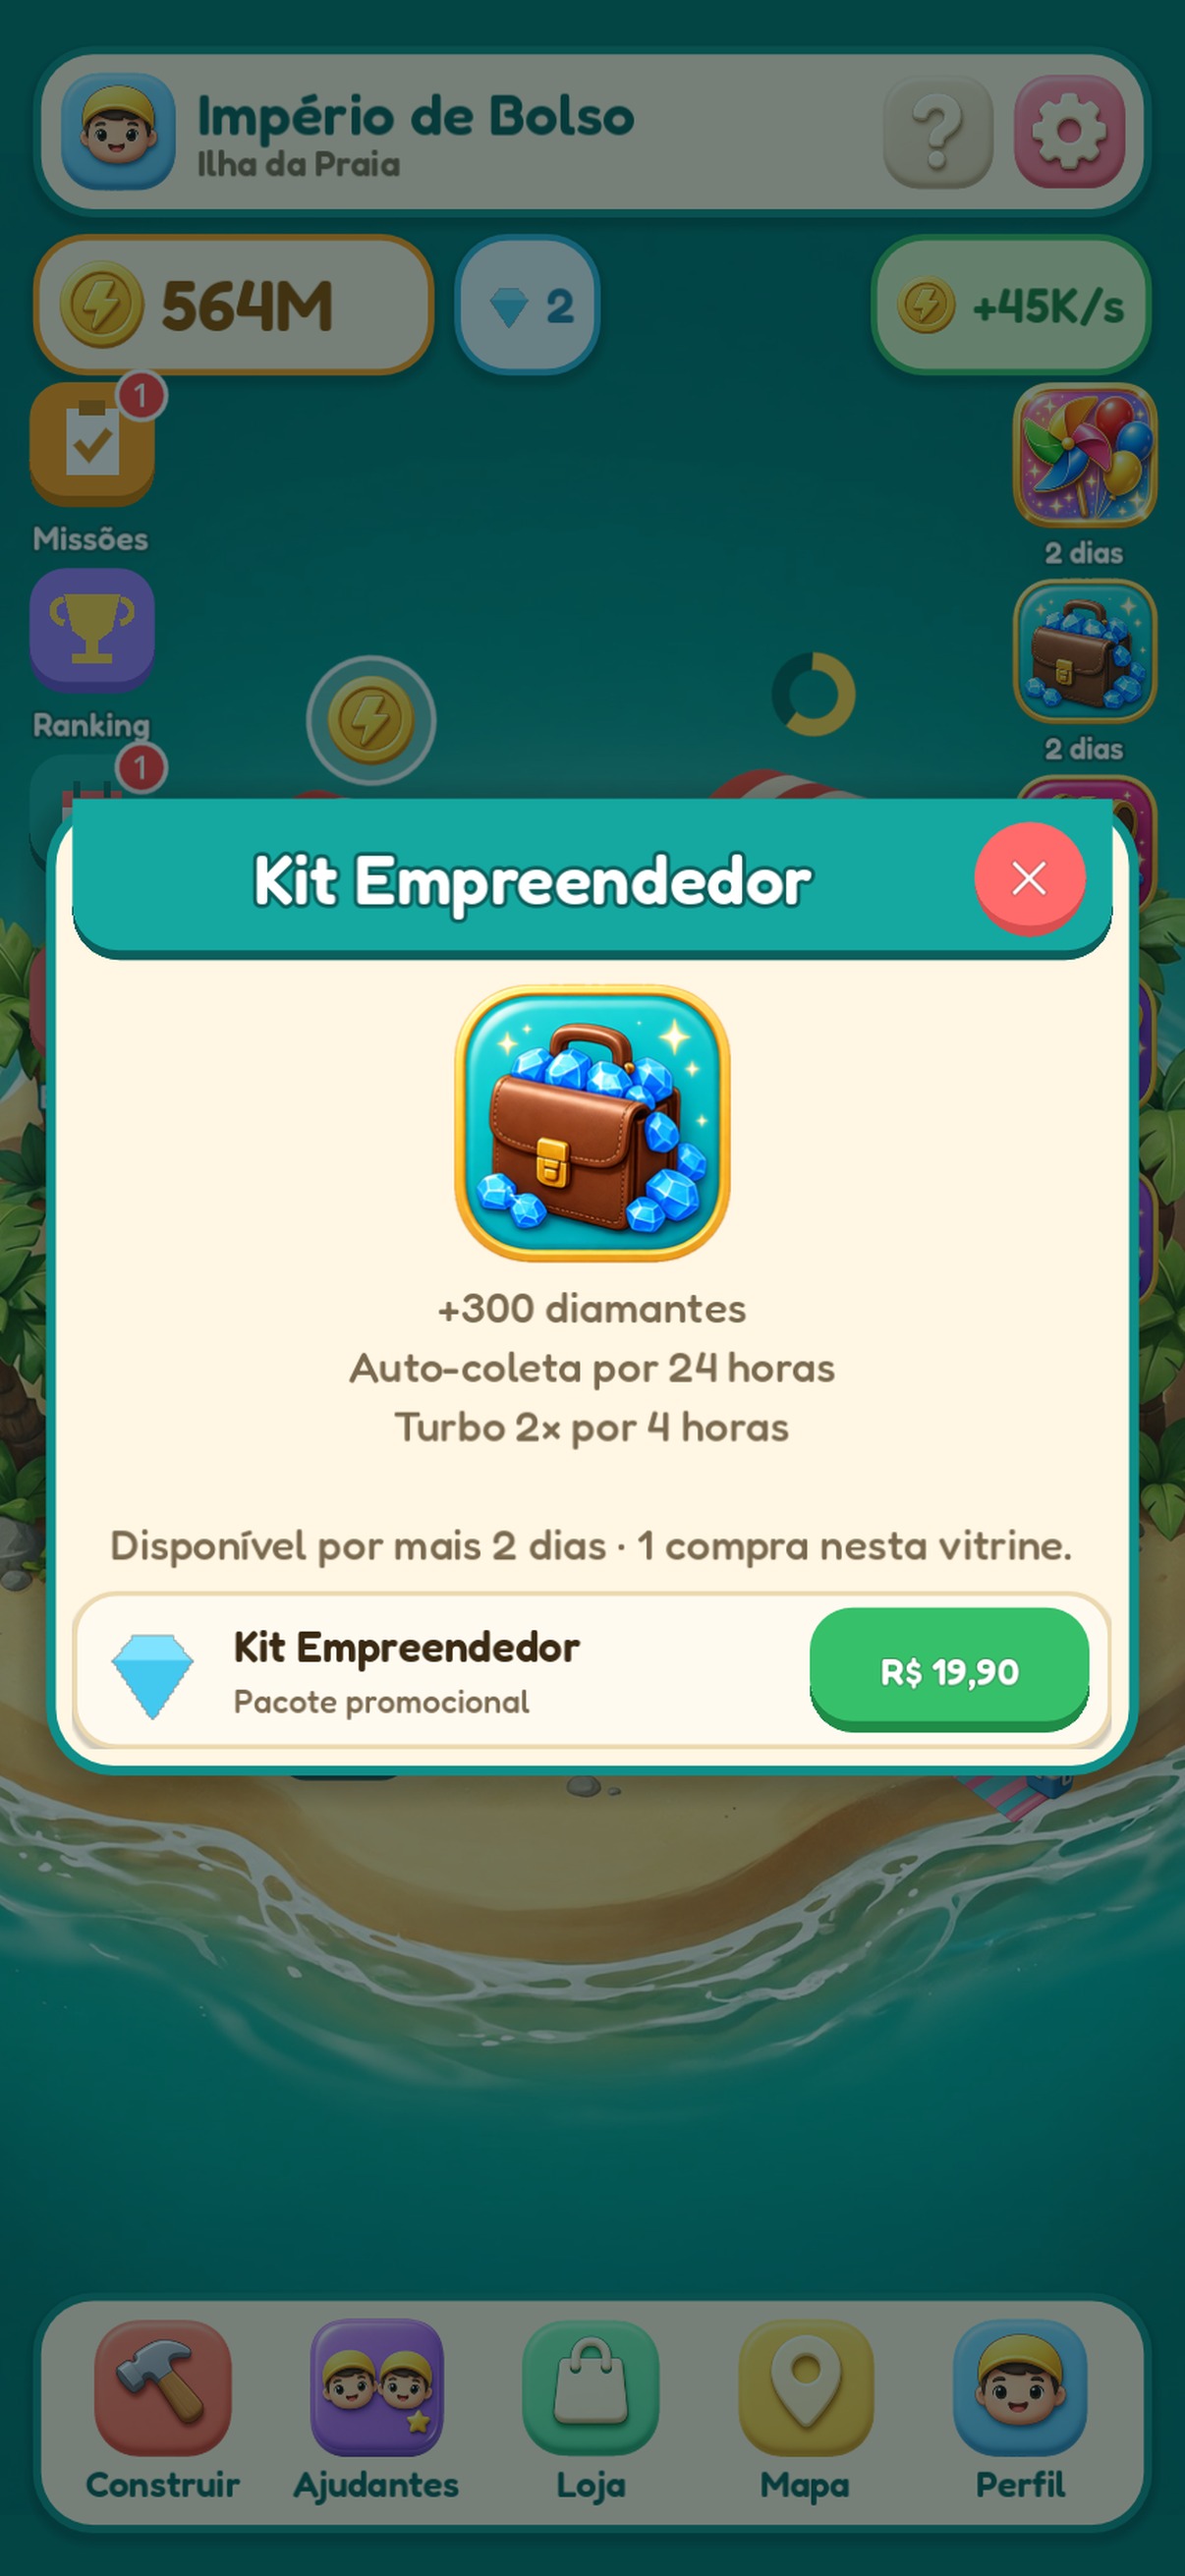 Império de Bolso
Ilha da Praia
?
564M
2
+45K/s
1
Missões
2 dias
Ranking
2 dias
1
Kit Empreendedor
+300 diamantes
Auto-coleta por 24 horas
Turbo 2× por 4 horas
Disponível por mais 2 dias · 1 compra nesta vitrine.
Kit Empreendedor
Pacote promocional
R$ 19,90
Construir
Ajudantes
Loja
Mapa
Perfil